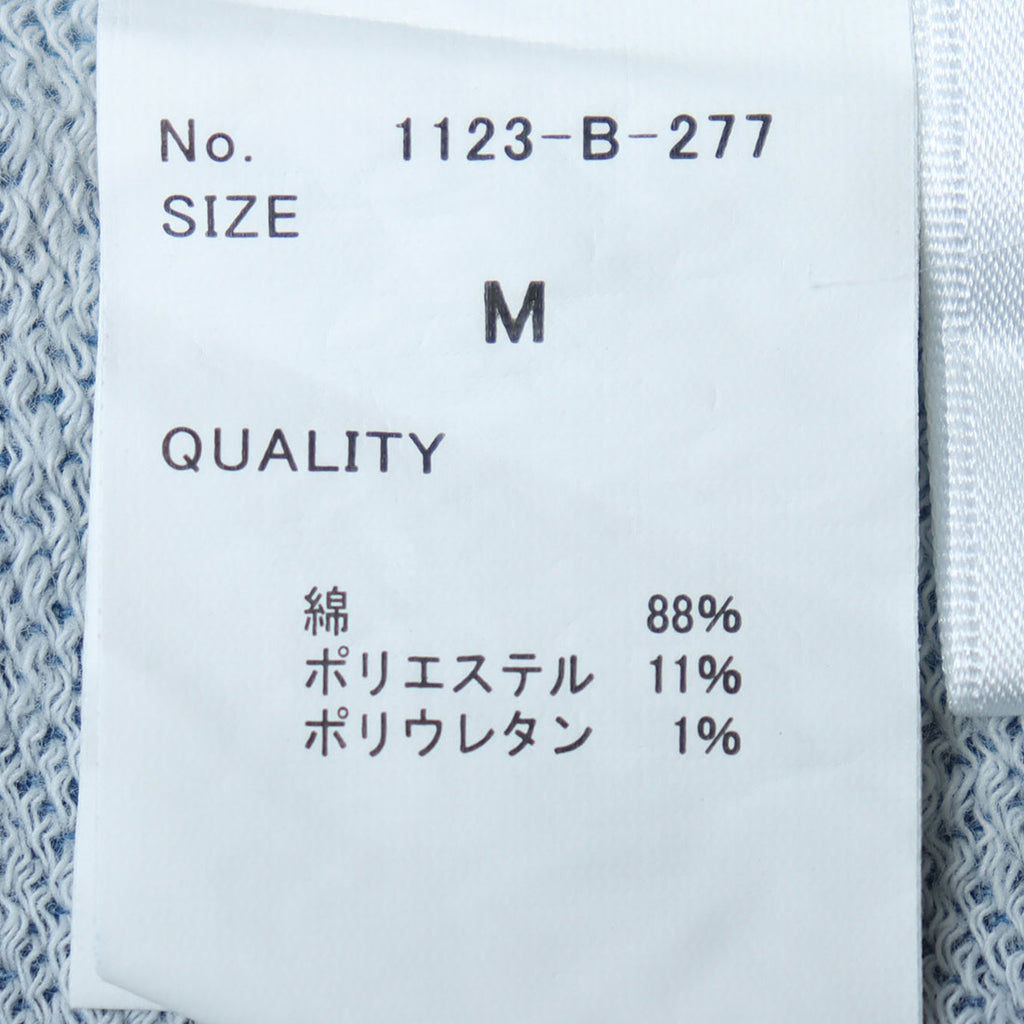 No. 1123-B-277
SIZE
M
QUALITY
綿 88%
ポリエステル 11%
ポリウレタン 1%